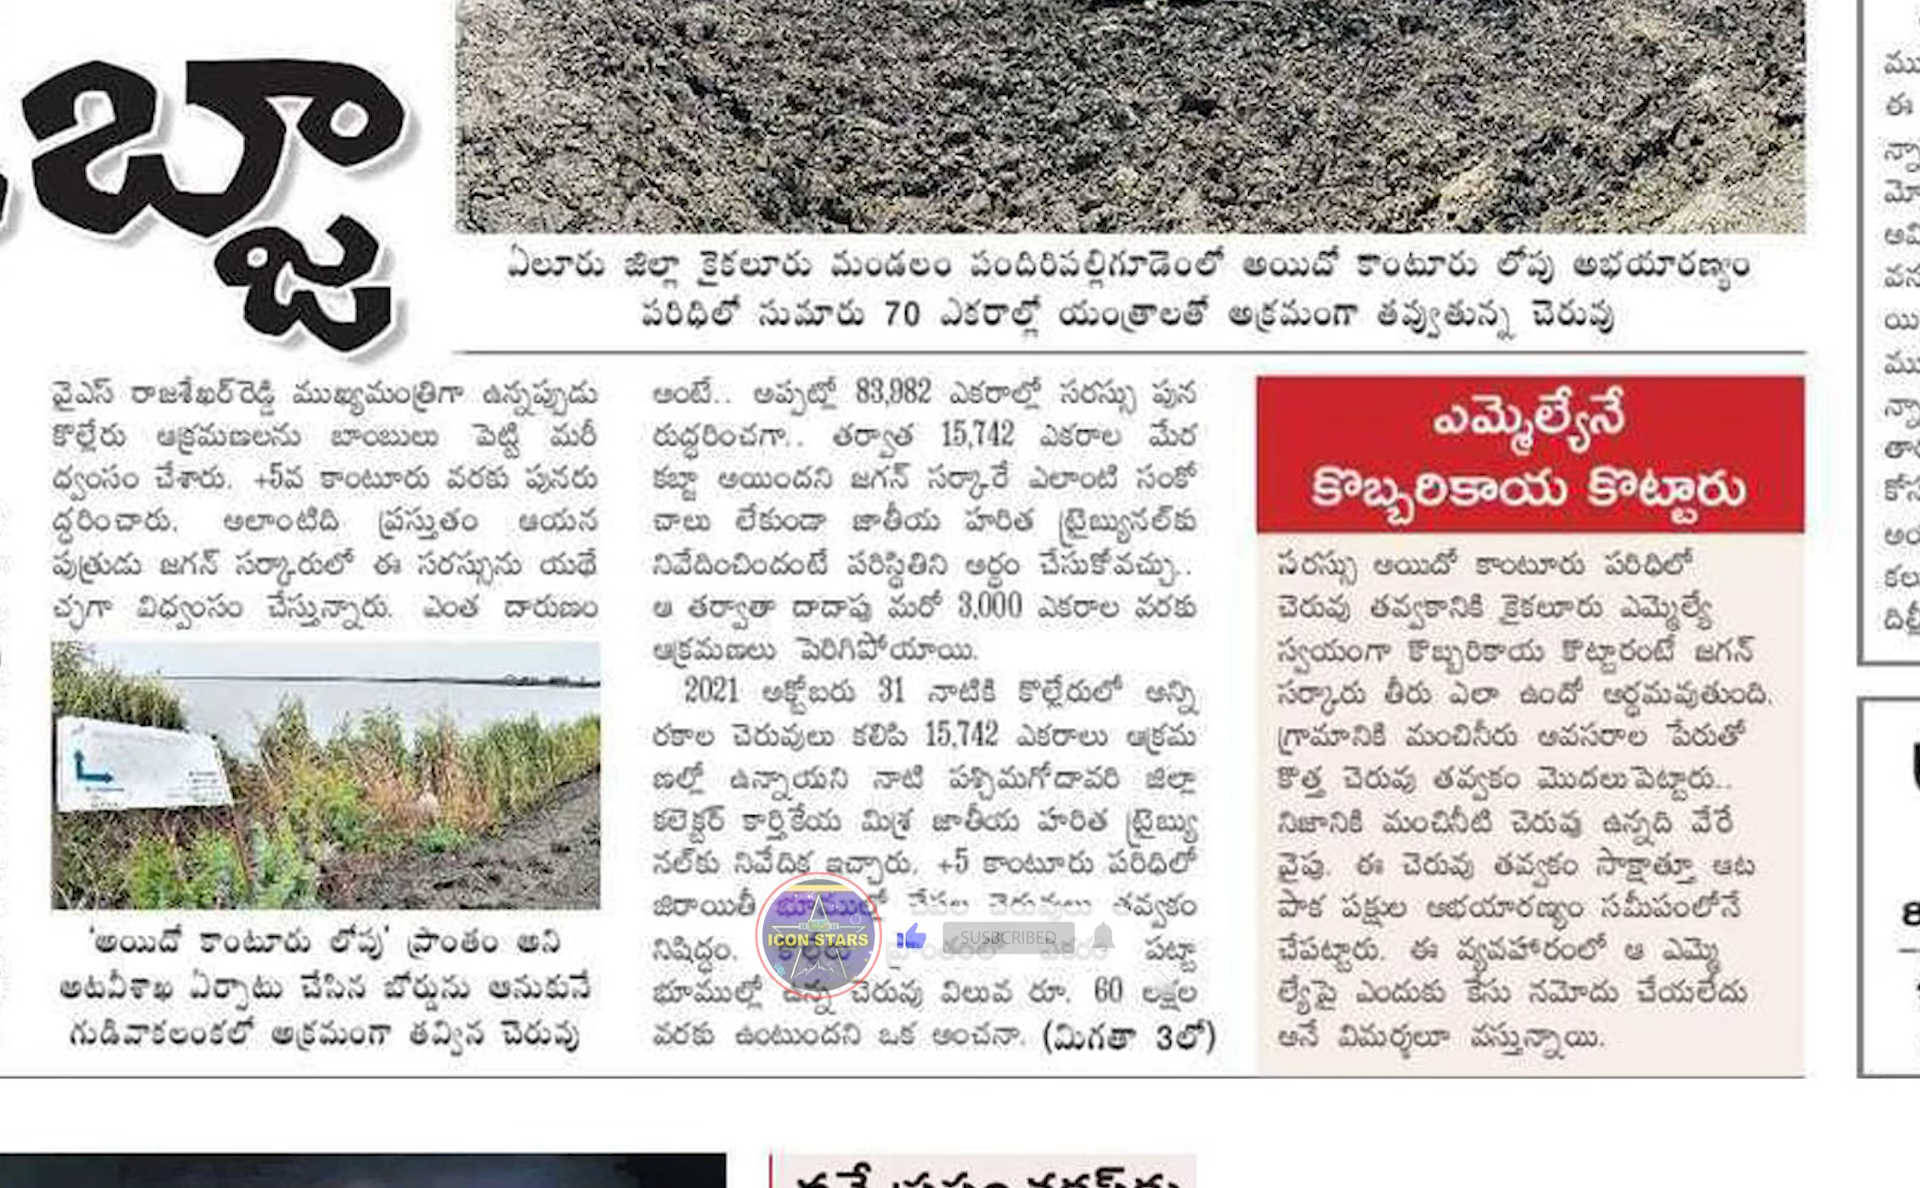 బ్జా
ఏలూరు జిల్లా కైకలూరు మండలం పందిరిపల్లిగూడెంలో అయిదో కాంటూరు లోపు అభయారణ్యం
పరిధిలో సుమారు 70 ఎకరాల్లో యంత్రాలతో అక్రమంగా తవ్వుతున్న చెరువు
వైఎస్ రాజశేఖర్‌రెడ్డి ముఖ్యమంత్రిగా ఉన్నప్పుడు
కొల్లేరు ఆక్రమణలను బాంబులు పెట్టి మరీ
ధ్వంసం చేశారు. +5వ కాంటూరు వరకు పునరు
ద్ధరించారు. అలాంటిది ప్రస్తుతం ఆయన
పుత్రుడు జగన్ సర్కారులో ఈ సరస్సును యథే
చ్ఛగా విధ్వంసం చేస్తున్నారు. ఎంత దారుణం
'అయిదో కాంటూరు లోపు' ప్రాంతం అని
అటవీశాఖ ఏర్పాటు చేసిన బోర్డును ఆనుకునే
గుడివాకలంకలో అక్రమంగా తవ్విన చెరువు
అంటే.. అప్పట్లో 83,982 ఎకరాల్లో సరస్సు పున
రుద్ధరించగా.. తర్వాత 15,742 ఎకరాల మేర
కబ్జా అయిందని జగన్ సర్కారే ఎలాంటి సంకో
చాలు లేకుండా జాతీయ హరిత ట్రైబ్యునల్‌కు
నివేదించిందంటే పరిస్థితిని అర్థం చేసుకోవచ్చు..
ఆ తర్వాతా దాదాపు మరో 3,000 ఎకరాల వరకు
ఆక్రమణలు పెరిగిపోయాయి.
2021 అక్టోబరు 31 నాటికి కొల్లేరులో అన్ని
రకాల చెరువులు కలిపి 15,742 ఎకరాలు ఆక్రమ
ణల్లో ఉన్నాయని నాటి పశ్చిమగోదావరి జిల్లా
కలెక్టర్ కార్తికేయ మిశ్ర జాతీయ హరిత ట్రైబ్యు
నల్‌కు నివేదిక ఇచ్చారు. +5 కాంటూరు పరిధిలో
జిరాయితీ భూముల్లో చేపల చెరువులు తవ్వకం
నిషిద్ధం. పట్టా
భూముల్లో ఉన్న చెరువు విలువ రూ. 60 లక్షల
వరకు ఉంటుందని ఒక అంచనా. (మిగతా 3లో)
ICON STARS
SUSBCRIBED
ఎమ్మెల్యేనే
కొబ్బరికాయ కొట్టారు
సరస్సు అయిదో కాంటూరు పరిధిలో
చెరువు తవ్వకానికి కైకలూరు ఎమ్మెల్యే
స్వయంగా కొబ్బరికాయ కొట్టారంటే జగన్
సర్కారు తీరు ఎలా ఉందో అర్థమవుతుంది.
గ్రామానికి మంచినీరు అవసరాల పేరుతో
కొత్త చెరువు తవ్వకం మొదలుపెట్టారు..
నిజానికి మంచినీటి చెరువు ఉన్నది వేరే
వైపు. ఈ చెరువు తవ్వకం సాక్షాత్తూ ఆట
పాక పక్షుల అభయారణ్యం సమీపంలోనే
చేపట్టారు. ఈ వ్యవహారంలో ఆ ఎమ్మె
ల్యేపై ఎందుకు కేసు నమోదు చేయలేదు
అనే విమర్శలూ వస్తున్నాయి.